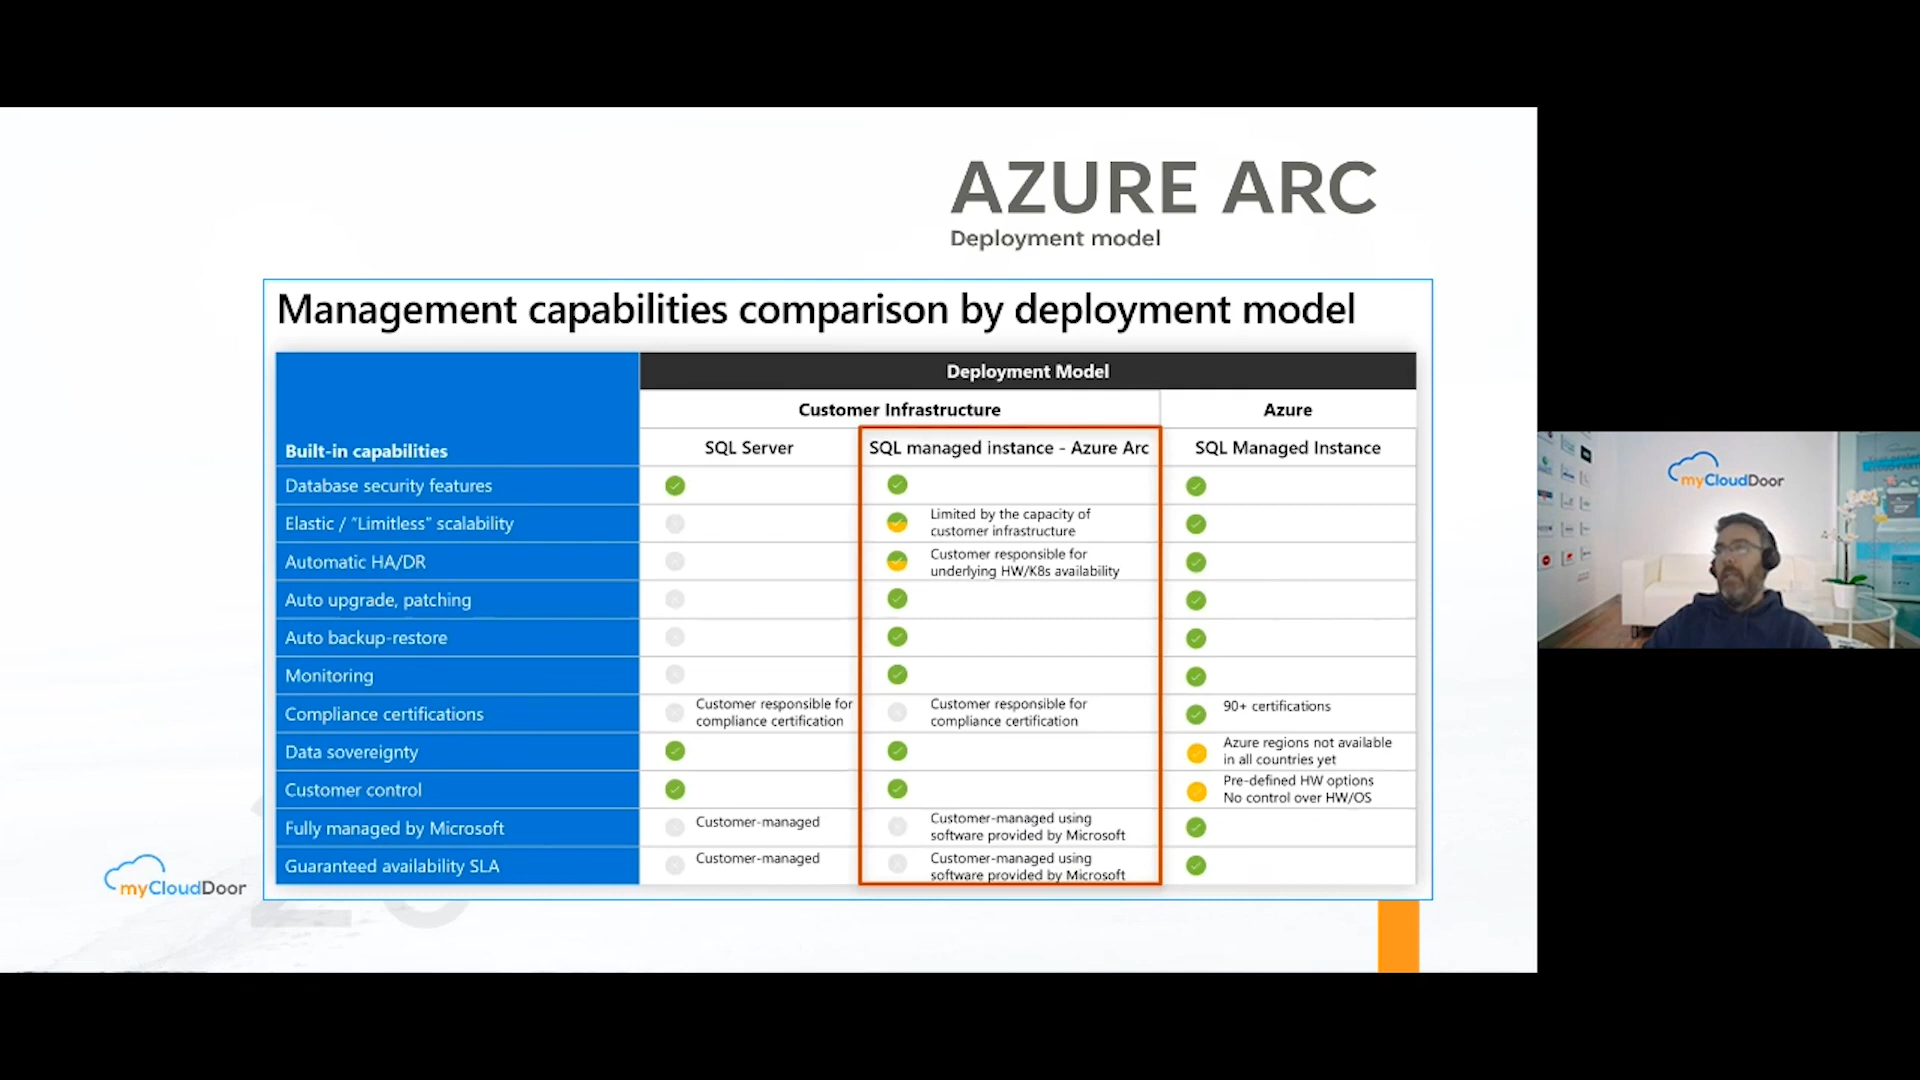 AZURE ARC
Deployment model
Management capabilities comparison by deployment model
Deployment Model
Customer Infrastructure
Azure
Built-in capabilities
SQL Server
SQL managed instance - Azure Arc
SQL Managed Instance
Database security features
Elastic / "Limitless" scalability
Limited by the capacity of
customer infrastructure
Automatic HA/DR
Customer responsible for
underlying HW/K8s availability
Auto upgrade, patching
Auto backup-restore
Monitoring
Compliance certifications
Customer responsible for
compliance certification
Customer responsible for
compliance certification
90+ certifications
Data sovereignty
Azure regions not available
in all countries yet
Customer control
Pre-defined HW options
No control over HW/OS
Fully managed by Microsoft
Customer-managed
Customer-managed using
software provided by Microsoft
Guaranteed availability SLA
Customer-managed
Customer-managed using
software provided by Microsoft
myCloudDoor
myCloudDoor